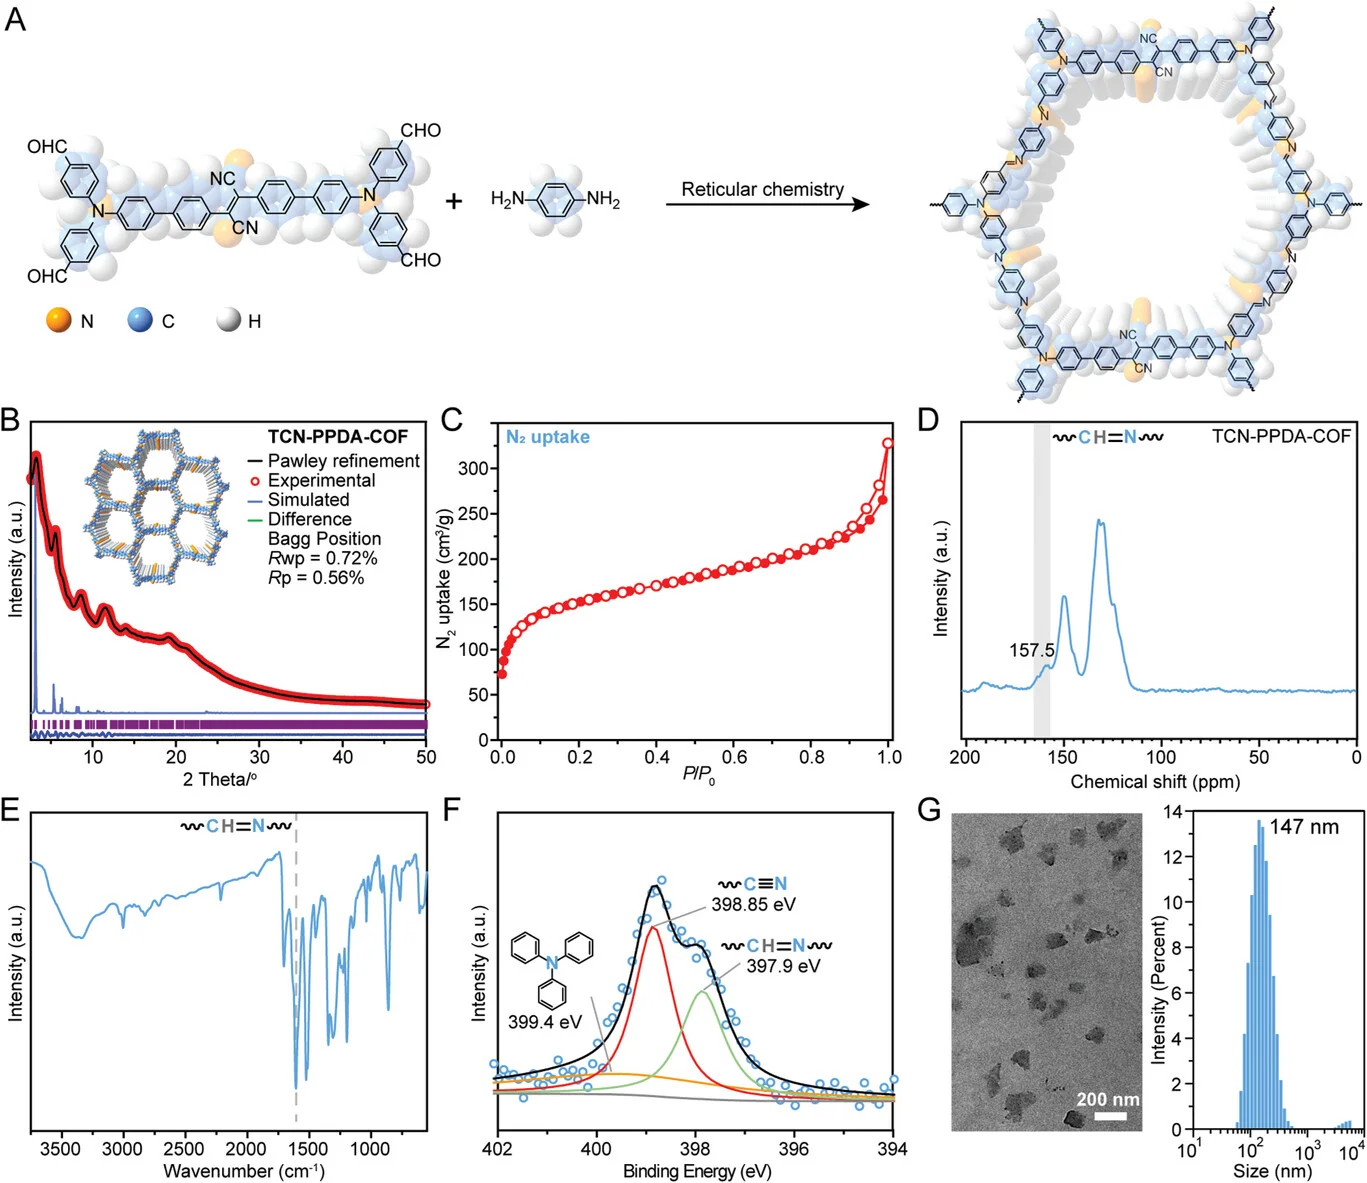 A
OHC
CHO
NC
N
N
CN
OHC
CHO
+
H₂N
NH₂
Reticular chemistry
N
C
H
NC
N
N
CN
N
N
N
N
N
N
N
N
N
N
NC
N
N
CN
B
TCN-PPDA-COF
Pawley refinement
Experimental
Simulated
Difference
Bagg Position
Rwp = 0.72%
Rp = 0.56%
Intensity (a.u.)
10 20 30 40 50
2 Theta/°
C
N₂ uptake
N₂ uptake (cm³/g)
300
250
200
150
100
50
0
0.0 0.2 0.4 0.6 0.8 1.0
P/P₀
D
CH=N
TCN-PPDA-COF
157.5
Intensity (a.u.)
200 150 100 50 0
Chemical shift (ppm)
E
CH=N
Intensity (a.u.)
3500 3000 2500 2000 1500 1000
Wavenumber (cm⁻¹)
F
C≡N
398.85 eV
CH=N
397.9 eV
N
399.4 eV
Intensity (a.u.)
402 400 398 396 394
Binding Energy (eV)
G
200 nm
147 nm
Intensity (Percent)
14
12
10
8
6
4
2
0
10¹ 10² 10³ 10⁴
Size (nm)